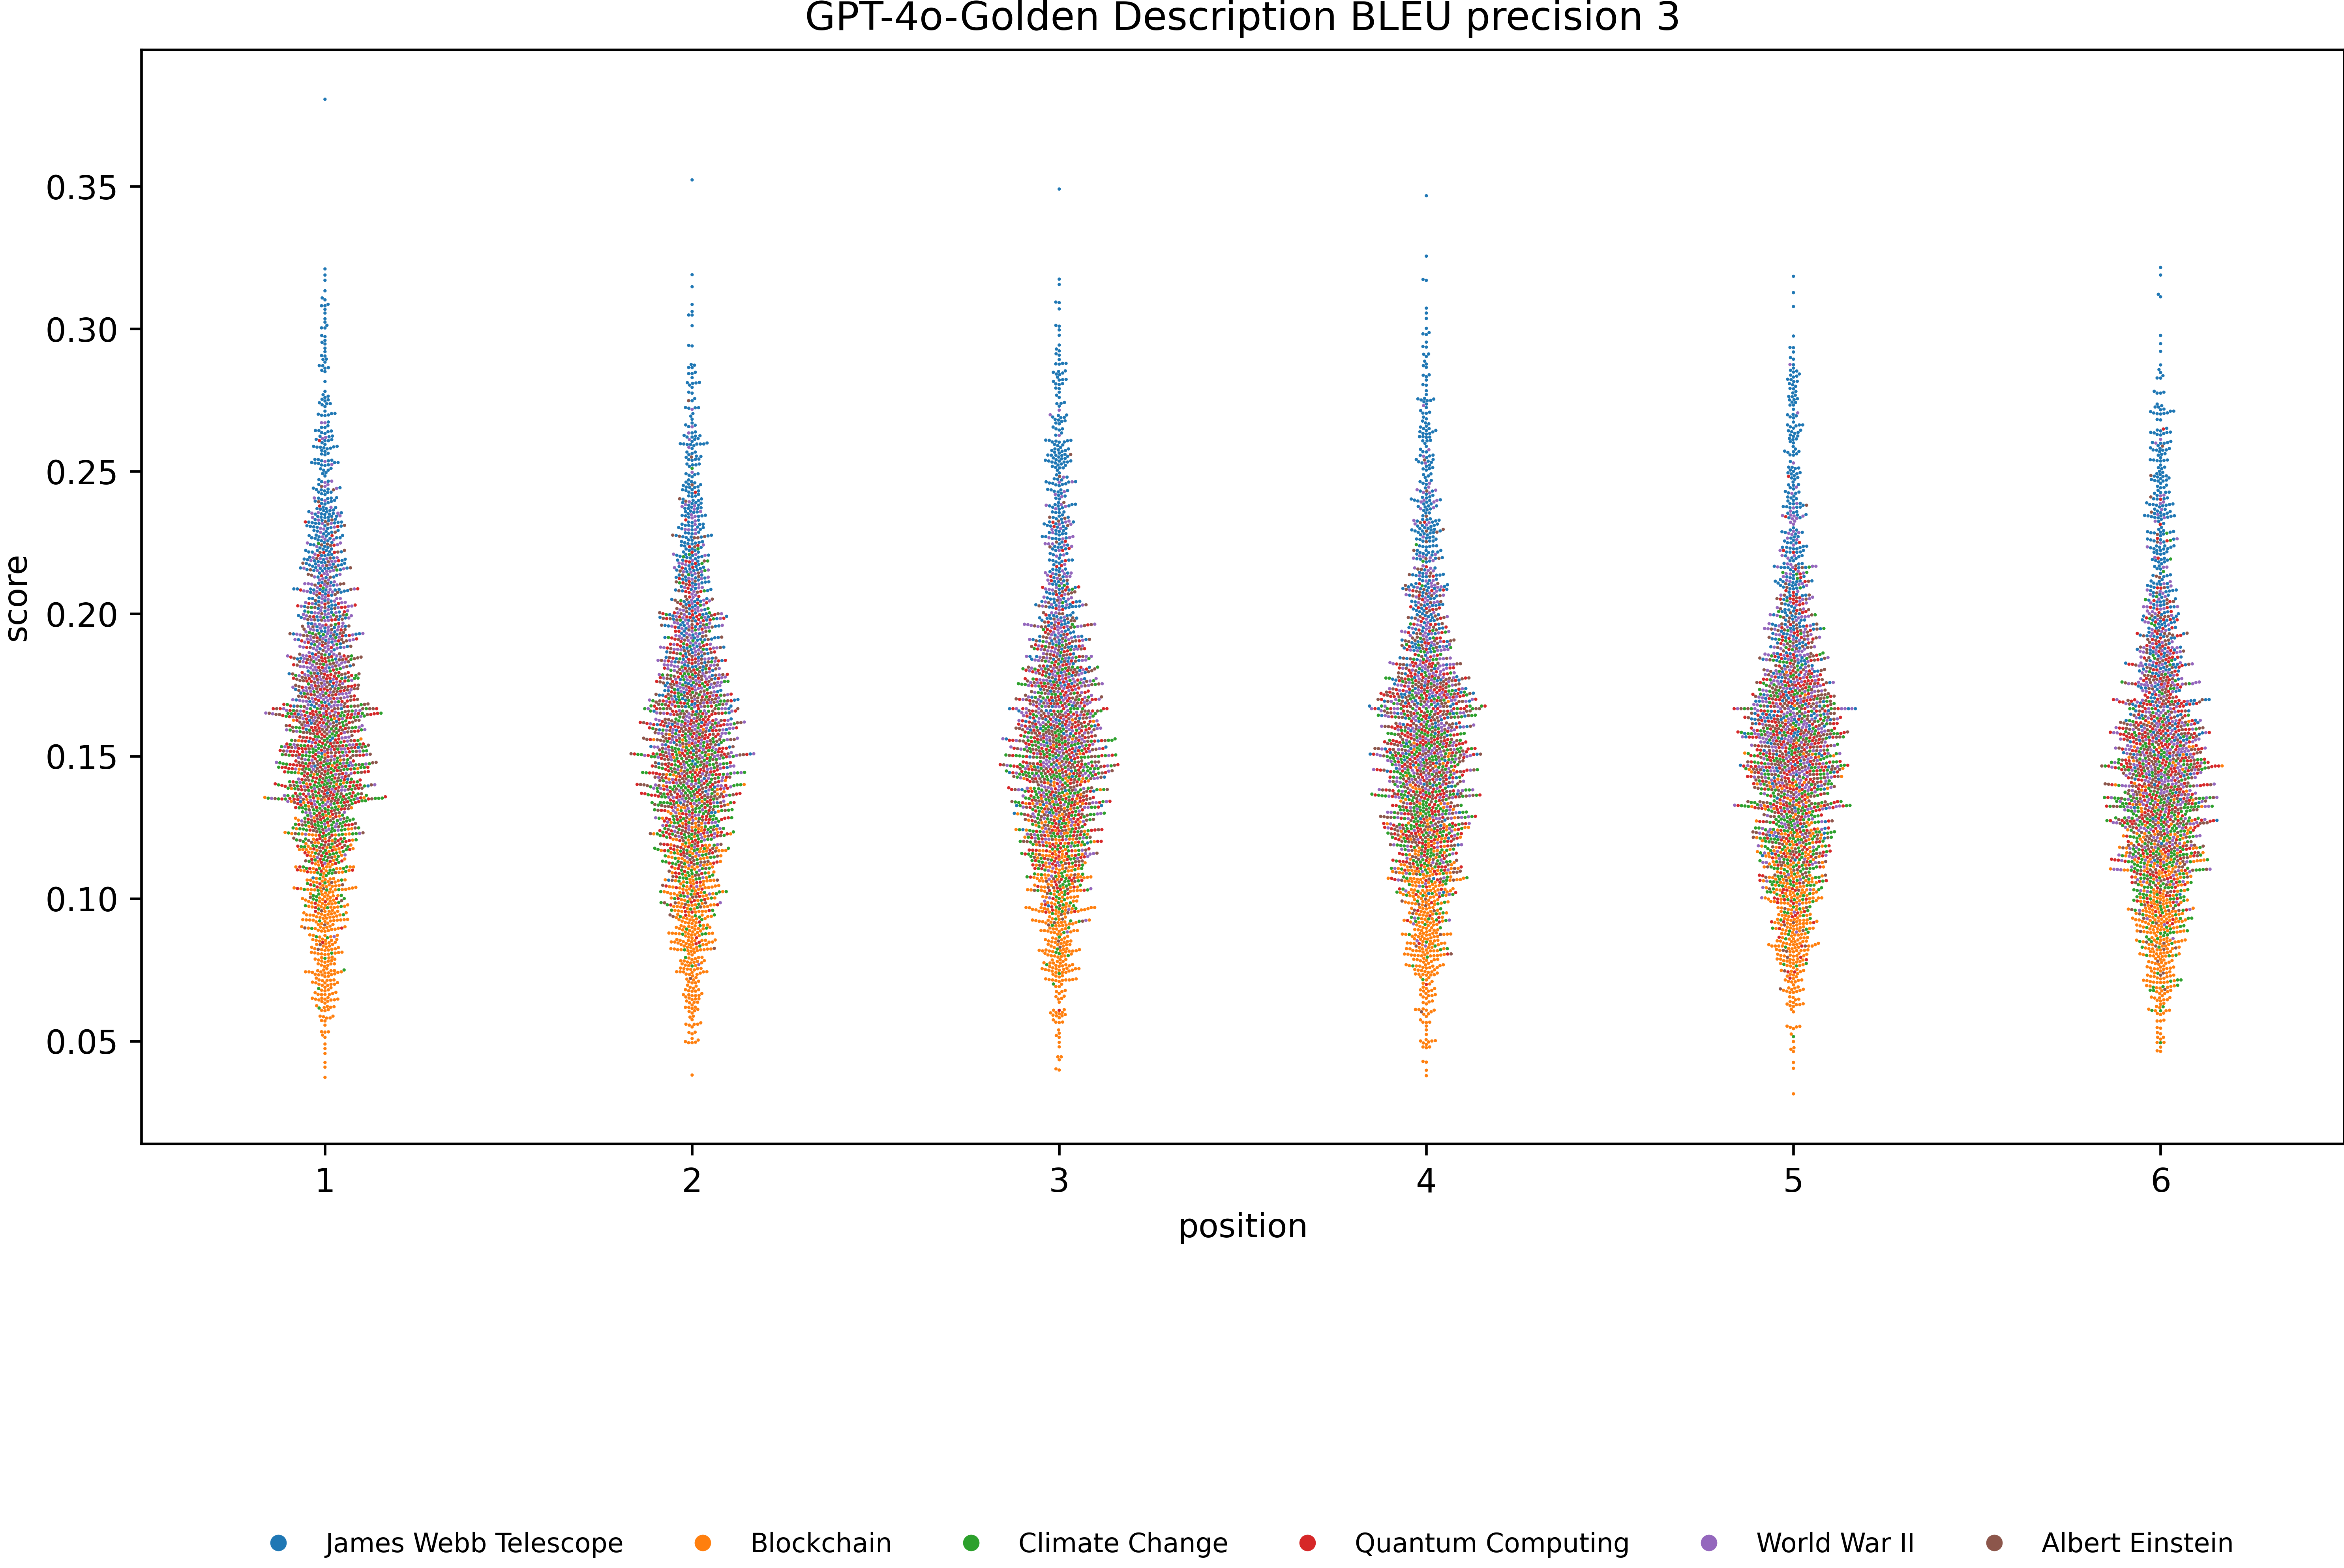 GPT-4o-Golden Description BLEU precision 3
score
0.35
0.30
0.25
0.20
0.15
0.10
0.05
1 2 3 4 5 6
position
James Webb Telescope Blockchain Climate Change Quantum Computing World War II Albert Einstein